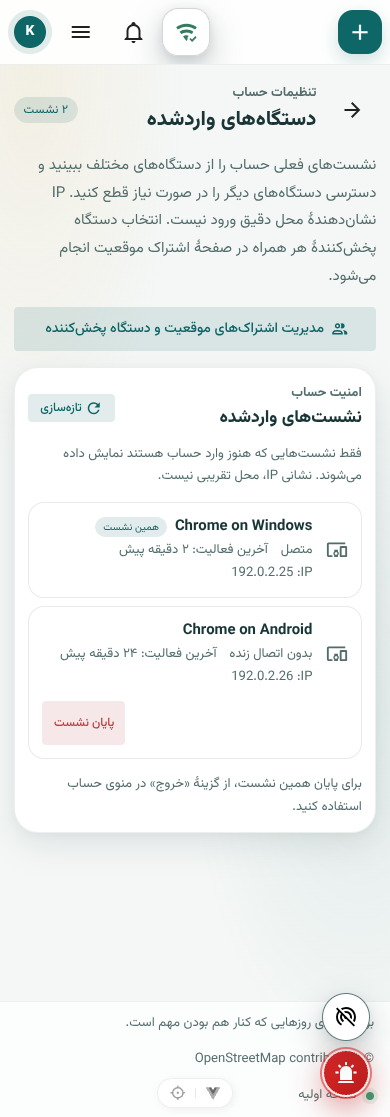 K
تنظیمات حساب
دستگاه‌های واردشده
۲ نشست
نشست‌های فعلی حساب را از دستگاه‌های مختلف ببینید و
دسترسی دستگاه‌های دیگر را در صورت نیاز قطع کنید. IP
نشان‌دهندهٔ محل دقیق ورود نیست. انتخاب دستگاه
پخش‌کنندهٔ هر همراه در صفحهٔ اشتراک موقعیت انجام
می‌شود.
مدیریت اشتراک‌های موقعیت و دستگاه پخش‌کننده
امنیت حساب
نشست‌های واردشده
تازه‌سازی
فقط نشست‌هایی که هنوز وارد حساب هستند نمایش داده
می‌شوند. نشانی IP، محل تقریبی نیست.
Chrome on Windows همین نشست
متصل آخرین فعالیت: ۲ دقیقه پیش
IP: 192.0.2.25
Chrome on Android
بدون اتصال زنده آخرین فعالیت: ۲۴ دقیقه پیش
IP: 192.0.2.26
پایان نشست
برای پایان همین نشست، از گزینهٔ «خروج» در منوی حساب
استفاده کنید.
روزهایی که کنار هم بودن مهم است.
© OpenStreetMap
اولیه